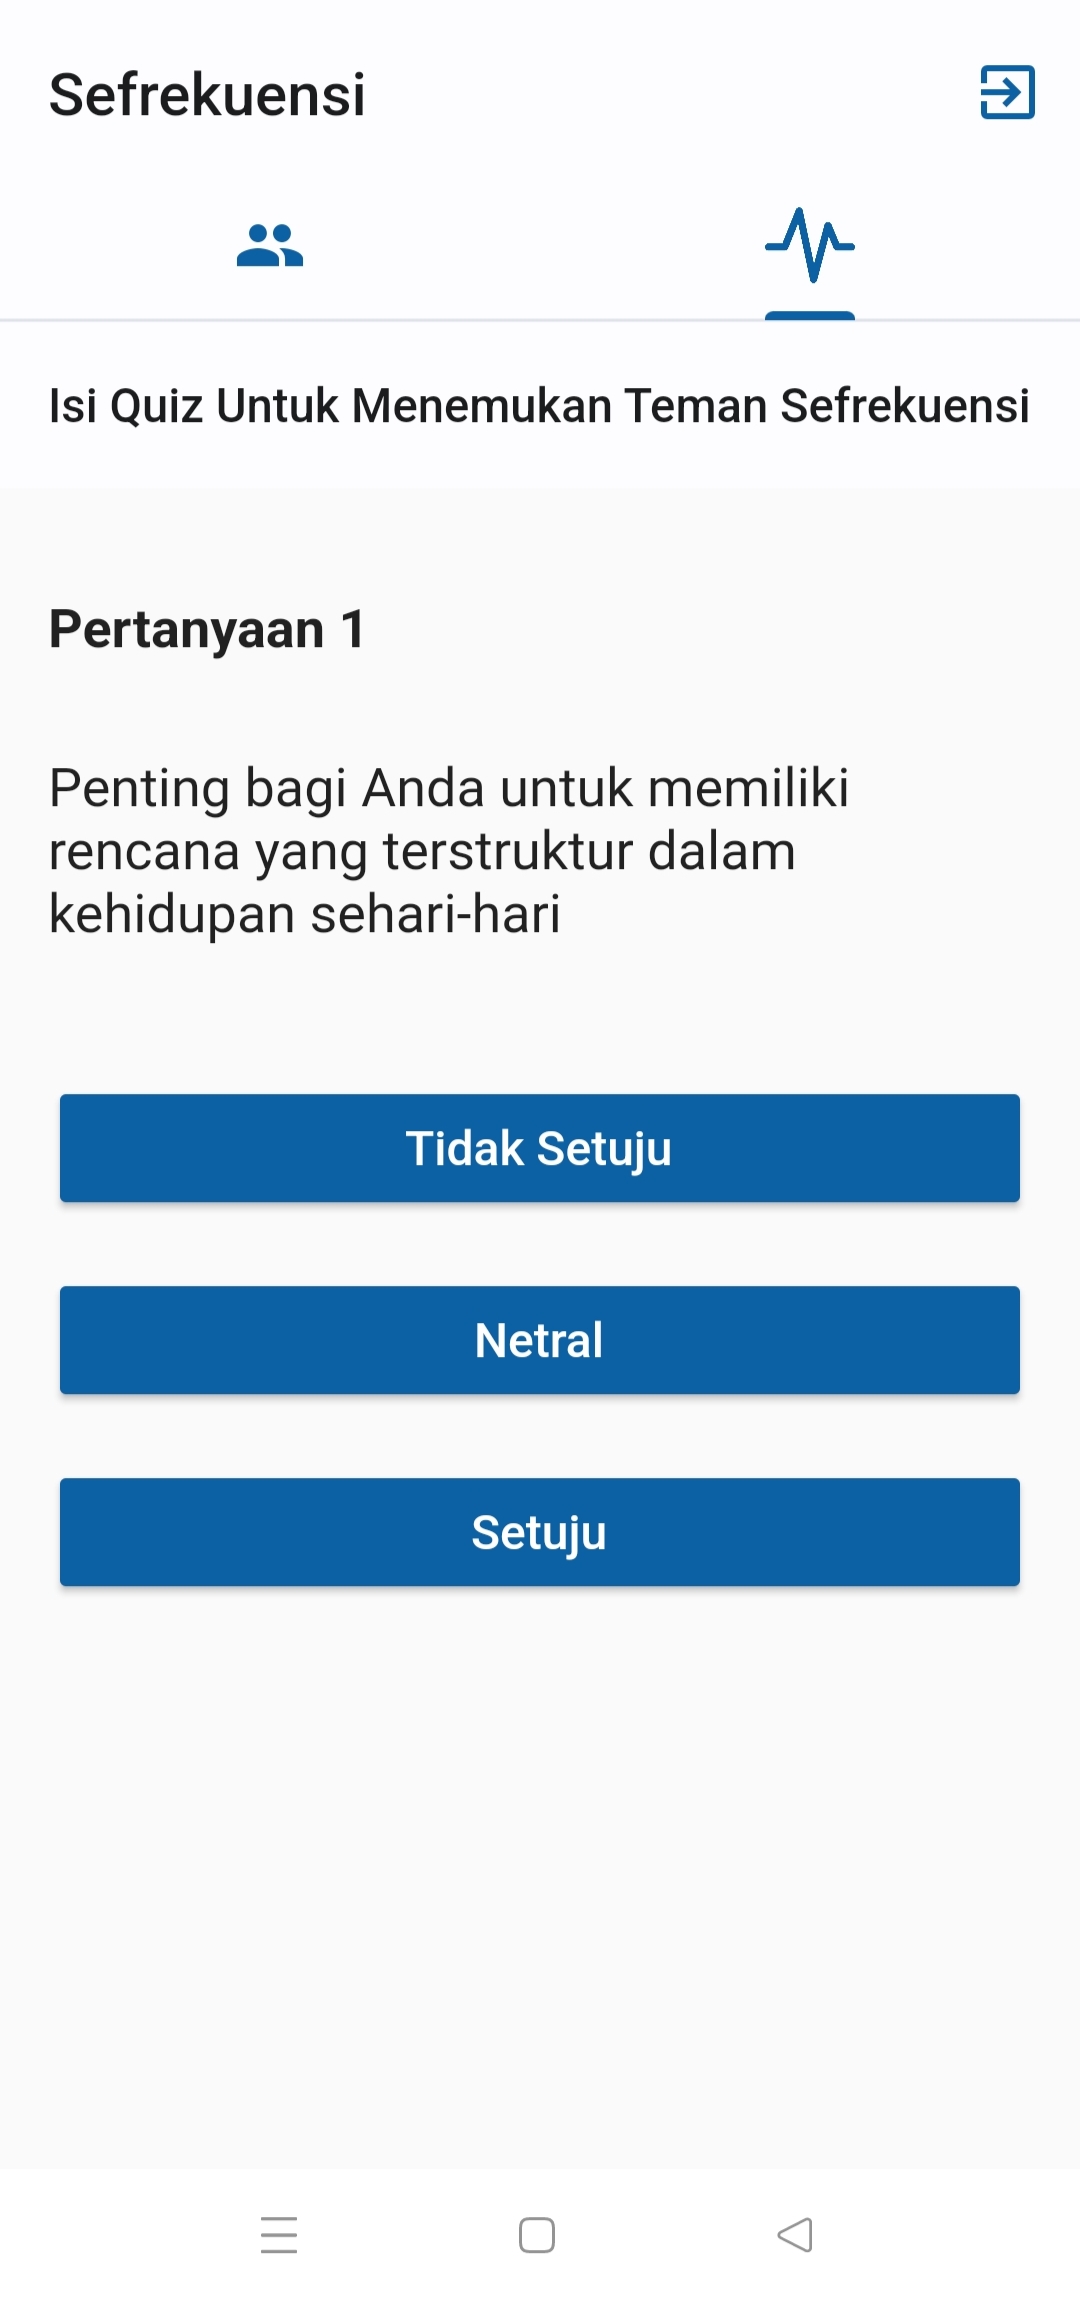 Sefrekuensi
Isi Quiz Untuk Menemukan Teman Sefrekuensi
Pertanyaan 1
Penting bagi Anda untuk memiliki
rencana yang terstruktur dalam
kehidupan sehari-hari
Tidak Setuju
Netral
Setuju